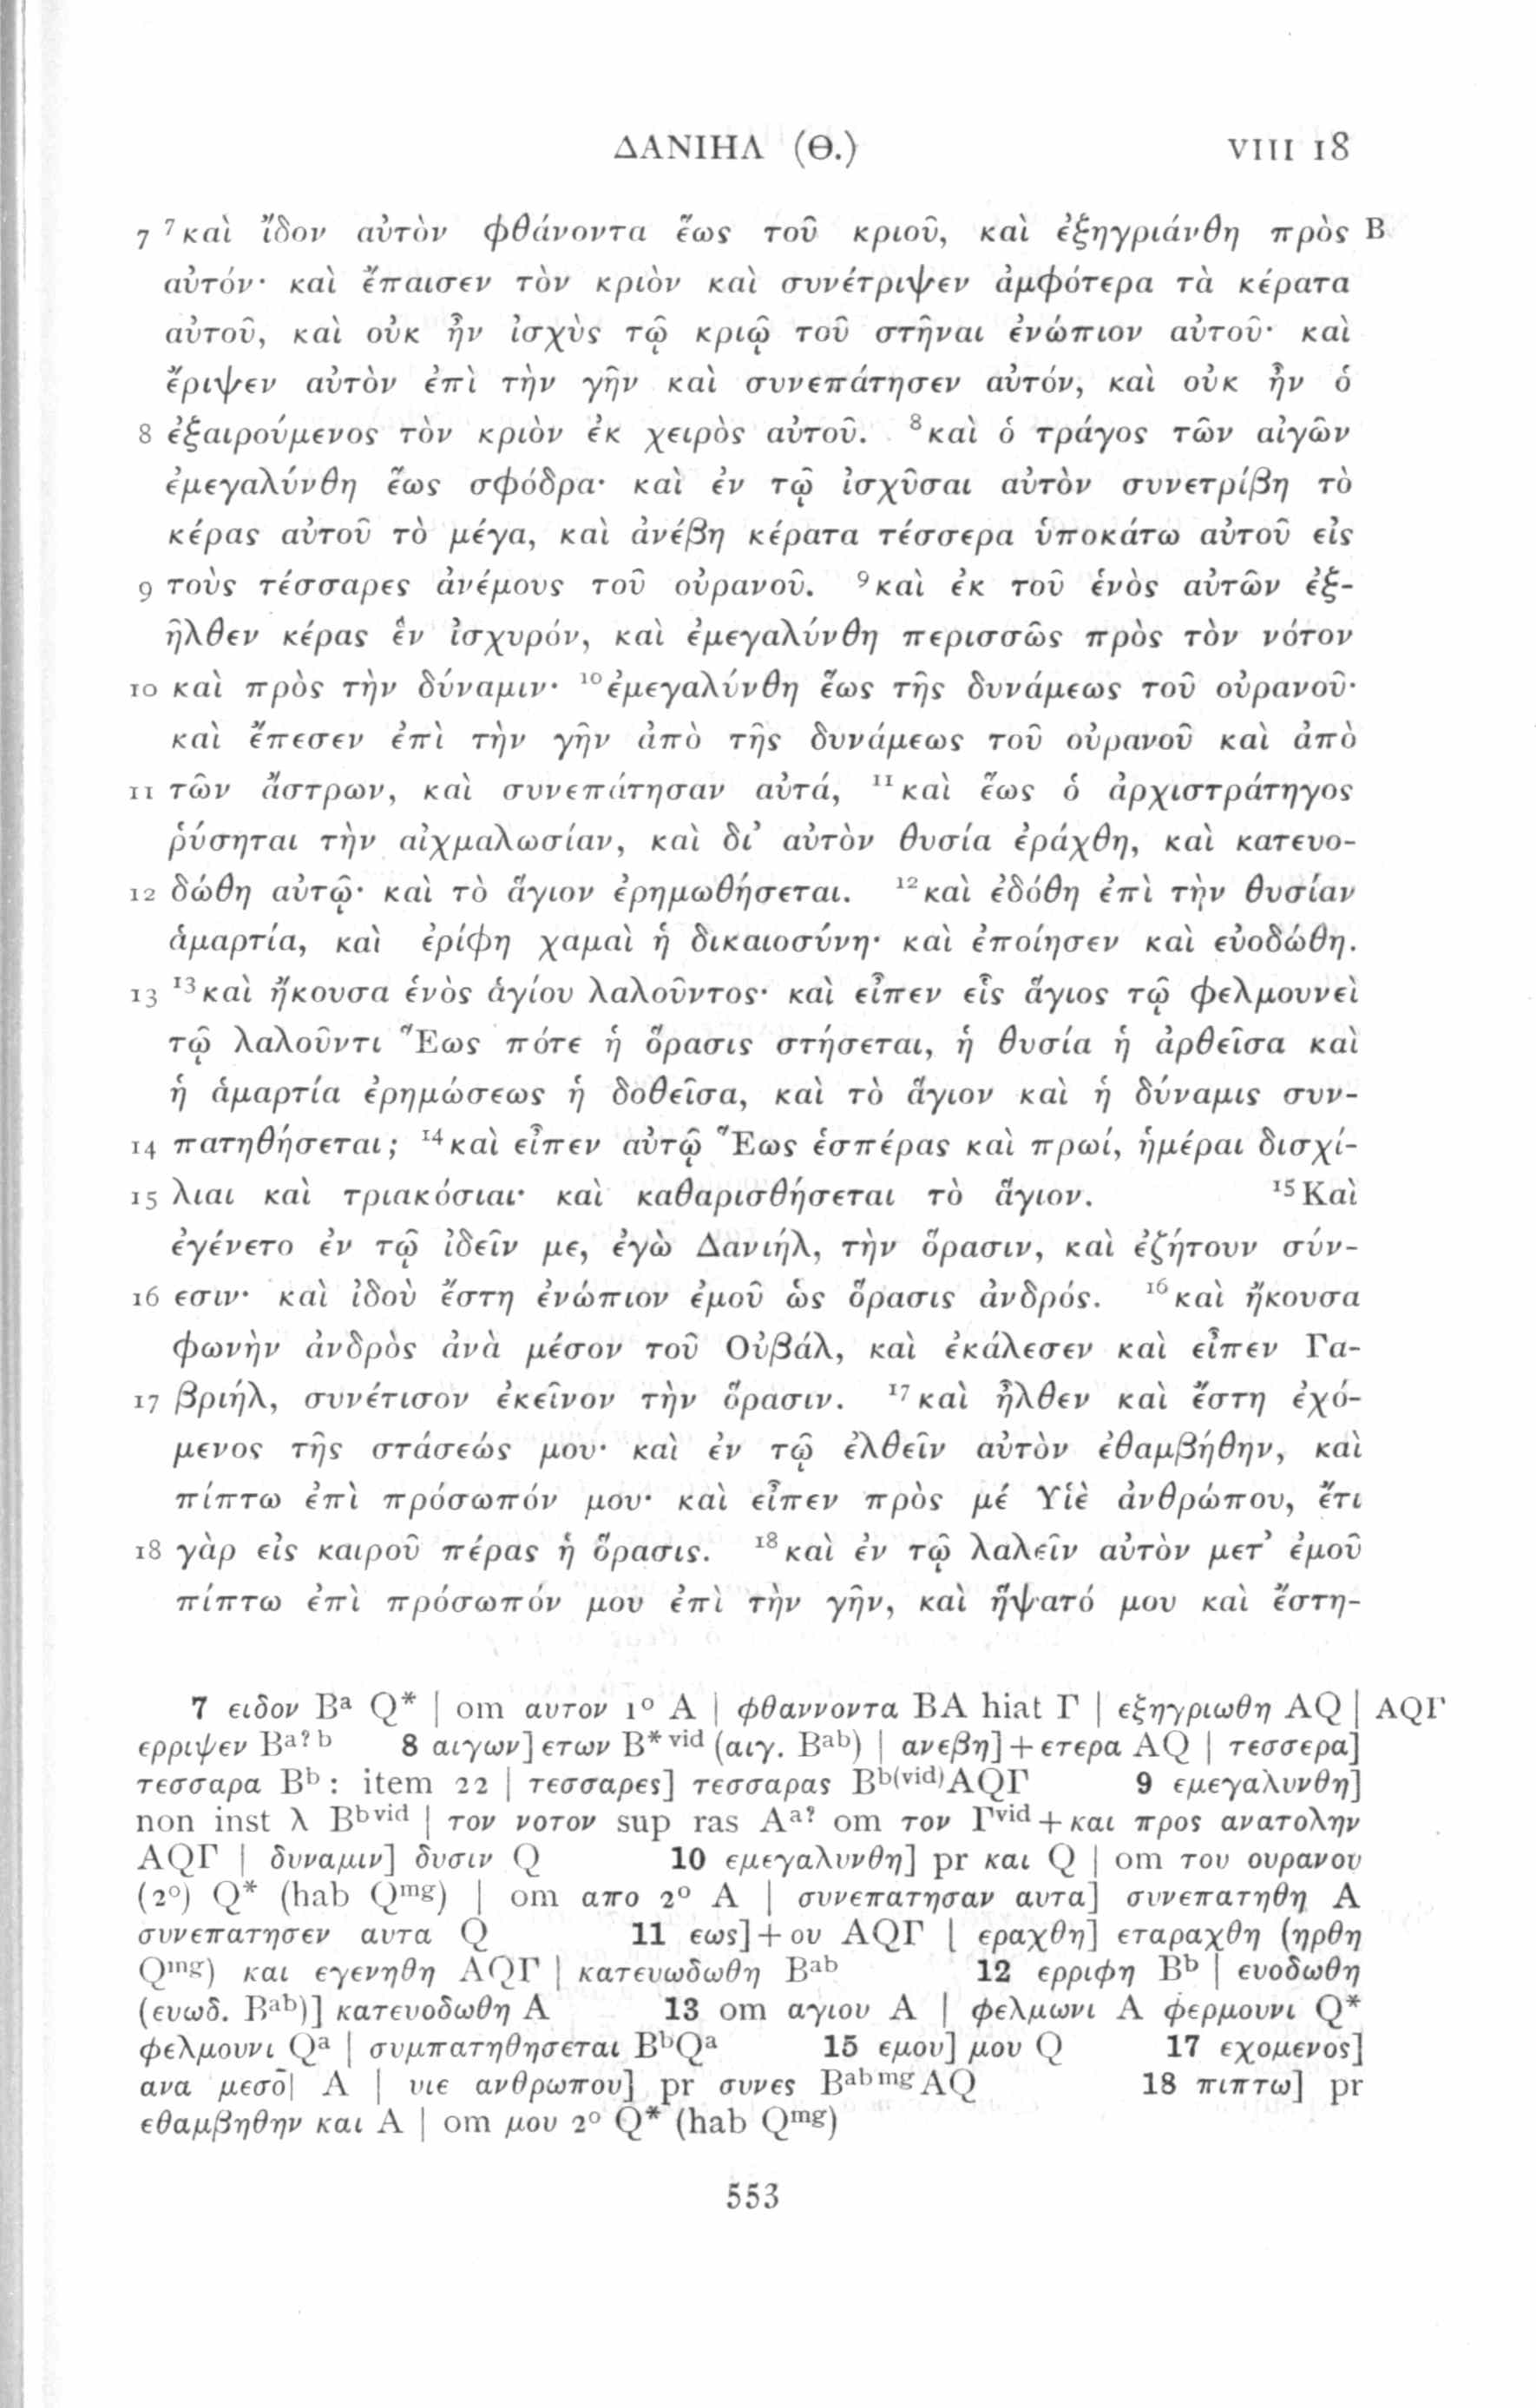 ΔΑΝΙΗΛ (Θ.) VIII 18
7 ⁷καὶ ἴδον αὐτὸν φθάνοντα ἕως τοῦ κριοῦ, καὶ ἐξηγριάνθη πρὸς B
αὐτόν· καὶ ἔπαισεν τὸν κριὸν καὶ συνέτριψεν ἀμφότερα τὰ κέρατα
αὐτοῦ, καὶ οὐκ ἦν ἰσχὺς τῷ κριῷ τοῦ στῆναι ἐνώπιον αὐτοῦ· καὶ
ἔριψεν αὐτὸν ἐπὶ τὴν γῆν καὶ συνεπάτησεν αὐτόν, καὶ οὐκ ἦν ὁ
8 ἐξαιρούμενος τὸν κριὸν ἐκ χειρὸς αὐτοῦ. ⁸καὶ ὁ τράγος τῶν αἰγῶν
ἐμεγαλύνθη ἕως σφόδρα· καὶ ἐν τῷ ἰσχῦσαι αὐτὸν συνετρίβη τὸ
κέρας αὐτοῦ τὸ μέγα, καὶ ἀνέβη κέρατα τέσσερα ὑποκάτω αὐτοῦ εἰς
9 τοὺς τέσσαρες ἀνέμους τοῦ οὐρανοῦ. ⁹καὶ ἐκ τοῦ ἑνὸς αὐτῶν ἐξ-
ῆλθεν κέρας ἓν ἰσχυρόν, καὶ ἐμεγαλύνθη περισσῶς πρὸς τὸν νότον
10 καὶ πρὸς τὴν δύναμιν· ¹⁰ἐμεγαλύνθη ἕως τῆς δυνάμεως τοῦ οὐρανοῦ·
καὶ ἔπεσεν ἐπὶ τὴν γῆν ἀπὸ τῆς δυνάμεως τοῦ οὐρανοῦ καὶ ἀπὸ
11 τῶν ἄστρων, καὶ συνεπάτησαν αὐτά, ¹¹καὶ ἕως ὁ ἀρχιστράτηγος
ῥύσηται τὴν αἰχμαλωσίαν, καὶ δι’ αὐτὸν θυσία ἐράχθη, καὶ κατευο-
12 δώθη αὐτῷ· καὶ τὸ ἅγιον ἐρημωθήσεται. ¹²καὶ ἐδόθη ἐπὶ τὴν θυσίαν
ἁμαρτία, καὶ ἐρίφη χαμαὶ ἡ δικαιοσύνη· καὶ ἐποίησεν καὶ εὐοδώθη.
13 ¹³καὶ ἤκουσα ἑνὸς ἁγίου λαλοῦντος· καὶ εἶπεν εἷς ἅγιος τῷ φελμουνεὶ
τῷ λαλοῦντι Ἕως πότε ἡ ὅρασις στήσεται, ἡ θυσία ἡ ἀρθεῖσα καὶ
ἡ ἁμαρτία ἐρημώσεως ἡ δοθεῖσα, καὶ τὸ ἅγιον καὶ ἡ δύναμις συν-
14 πατηθήσεται; ¹⁴καὶ εἶπεν αὐτῷ Ἕως ἑσπέρας καὶ πρωί, ἡμέραι δισχί-
15 λιαι καὶ τριακόσιαι· καὶ καθαρισθήσεται τὸ ἅγιον. ¹⁵Καὶ
ἐγένετο ἐν τῷ ἰδεῖν με, ἐγὼ Δανιήλ, τὴν ὅρασιν, καὶ ἐζήτουν σύν-
16 εσιν· καὶ ἰδοὺ ἔστη ἐνώπιον ἐμοῦ ὡς ὅρασις ἀνδρός. ¹⁶καὶ ἤκουσα
φωνὴν ἀνδρὸς ἀνὰ μέσον τοῦ Οὐβάλ, καὶ ἐκάλεσεν καὶ εἶπεν Γα-
17 βριήλ, συνέτισον ἐκεῖνον τὴν ὅρασιν. ¹⁷καὶ ἦλθεν καὶ ἔστη ἐχό-
μενος τῆς στάσεώς μου· καὶ ἐν τῷ ἐλθεῖν αὐτὸν ἐθαμβήθην, καὶ
πίπτω ἐπὶ πρόσωπόν μου· καὶ εἶπεν πρὸς μέ Υἱὲ ἀνθρώπου, ἔτι
18 γὰρ εἰς καιροῦ πέρας ἡ ὅρασις. ¹⁸καὶ ἐν τῷ λαλεῖν αὐτὸν μετ’ ἐμοῦ
πίπτω ἐπὶ πρόσωπόν μου ἐπὶ τὴν γῆν, καὶ ἥψατό μου καὶ ἔστη-
7 ειδον Bᵃ Q* | om αυτον 1° A | φθαννοντα BA hiat Γ | εξηγριωθη AQ | AQΓ
ερριψεν Bᵃ?ᵇ 8 αιγων] ετων B* ᵛⁱᵈ (αιγ. Bᵃᵇ) | ανεβη] + ετερα AQ | τεσσερα]
τεσσαρα Bᵇ : item 22 | τεσσαρες] τεσσαρας Bᵇ⁽ᵛⁱᵈ⁾AQΓ 9 εμεγαλυνθη]
non inst λ Bᵇᵛⁱᵈ | τον νοτον sup ras Aᵃ? om τον Γᵛⁱᵈ + και προς ανατολην
AQΓ | δυναμιν] δυσιν Q 10 εμεγαλυνθη] pr και Q | om του ουρανου
(2°) Q* (hab Qᵐᵍ) | om απο 2° A | συνεπατησαν αυτα] συνεπατηθη A
συνεπατησεν αυτα Q 11 εως] + ου AQΓ | εραχθη] εταραχθη (ηρθη
Qᵐᵍ) και εγενηθη AQΓ | κατευωδωθη Bᵃᵇ 12 ερριφη Bᵇ | ευοδωθη
(ευωδ. Bᵃᵇ)] κατευοδωθη A 13 om αγιου A | φελμωνι A φερμουνι Q*
φελμουνι Qᵃ | συμπατηθησεται BᵇQᵃ 15 εμου] μου Q 17 εχομενος]
ανα μεσο̄| A | υιε ανθρωπου] pr συνες Bᵃᵇᵐᵍ AQ 18 πιπτω] pr
εθαμβηθην και A | om μου 2° Q* (hab Qᵐᵍ)
553